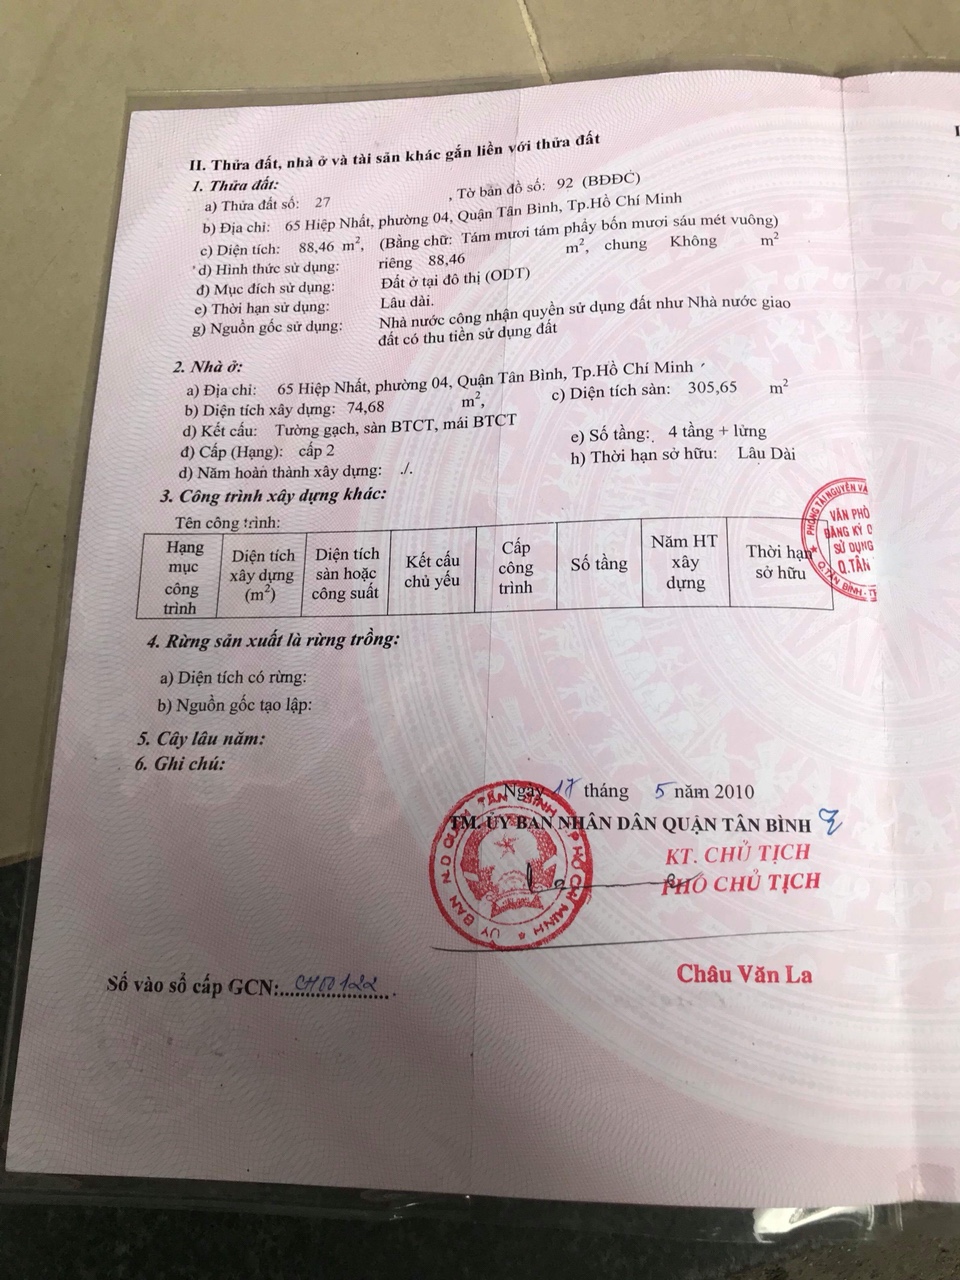 II. Thửa đất, nhà ở và tài sản khác gắn liền với thửa đất
1. Thửa đất:
a) Thửa đất số: 27 , Tờ bản đồ số: 92 (BĐĐC)
b) Địa chỉ: 65 Hiệp Nhất, phường 04, Quận Tân Bình, Tp.Hồ Chí Minh
c) Diện tích: 88,46 m², (Bằng chữ: Tám mươi tám phẩy bốn mươi sáu mét vuông)
d) Hình thức sử dụng: riêng 88,46 m², chung Không m²
đ) Mục đích sử dụng: Đất ở tại đô thị (ODT)
e) Thời hạn sử dụng: Lâu dài.
g) Nguồn gốc sử dụng: Nhà nước công nhận quyền sử dụng đất như Nhà nước giao
đất có thu tiền sử dụng đất
2. Nhà ở:
a) Địa chỉ: 65 Hiệp Nhất, phường 04, Quận Tân Bình, Tp.Hồ Chí Minh
b) Diện tích xây dựng: 74,68 m², c) Diện tích sàn: 305,65 m²
d) Kết cấu: Tường gạch, sàn BTCT, mái BTCT
e) Số tầng: 4 tầng + lửng
đ) Cấp (Hạng): cấp 2
h) Thời hạn sở hữu: Lâu Dài
d) Năm hoàn thành xây dựng: ./.
3. Công trình xây dựng khác:
Tên công trình:
Hạng mục công trình
Diện tích xây dựng (m²)
Diện tích sàn hoặc công suất
Kết cấu chủ yếu
Cấp công trình
Số tầng
Năm HT xây dựng
Thời hạn sở hữu
PHÒNG TÀI NGUYÊN VÀ
VĂN PHÒ
ĐĂNG KÝ Q
SỬ DỤNG
Q.TÂN
Q.TÂN BÌNH
4. Rừng sản xuất là rừng trồng:
a) Diện tích có rừng:
b) Nguồn gốc tạo lập:
5. Cây lâu năm:
6. Ghi chú:
Ngày 17 tháng 5 năm 2010
TM. ỦY BAN NHÂN DÂN QUẬN TÂN BÌNH
KT. CHỦ TỊCH
PHÓ CHỦ TỊCH
ỦY BAN N.D QUẬN TÂN BÌNH TP HỒ CHÍ MINH
Châu Văn La
Số vào sổ cấp GCN: CH00122